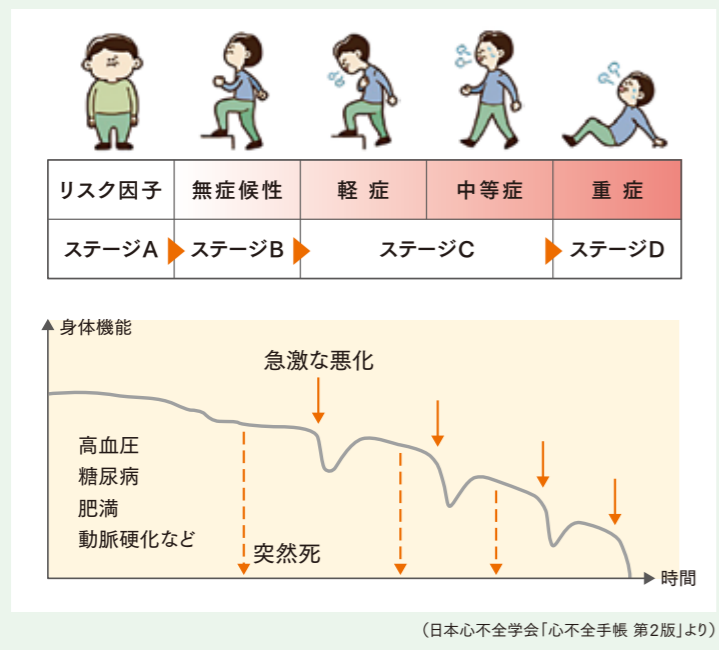 リスク因子 無症候性 軽 症 中等症 重 症
ステージA ステージB ステージC ステージD
身体機能
急激な悪化
高血圧
糖尿病
肥満
動脈硬化など
突然死
時間
(日本心不全学会「心不全手帳 第2版」より)